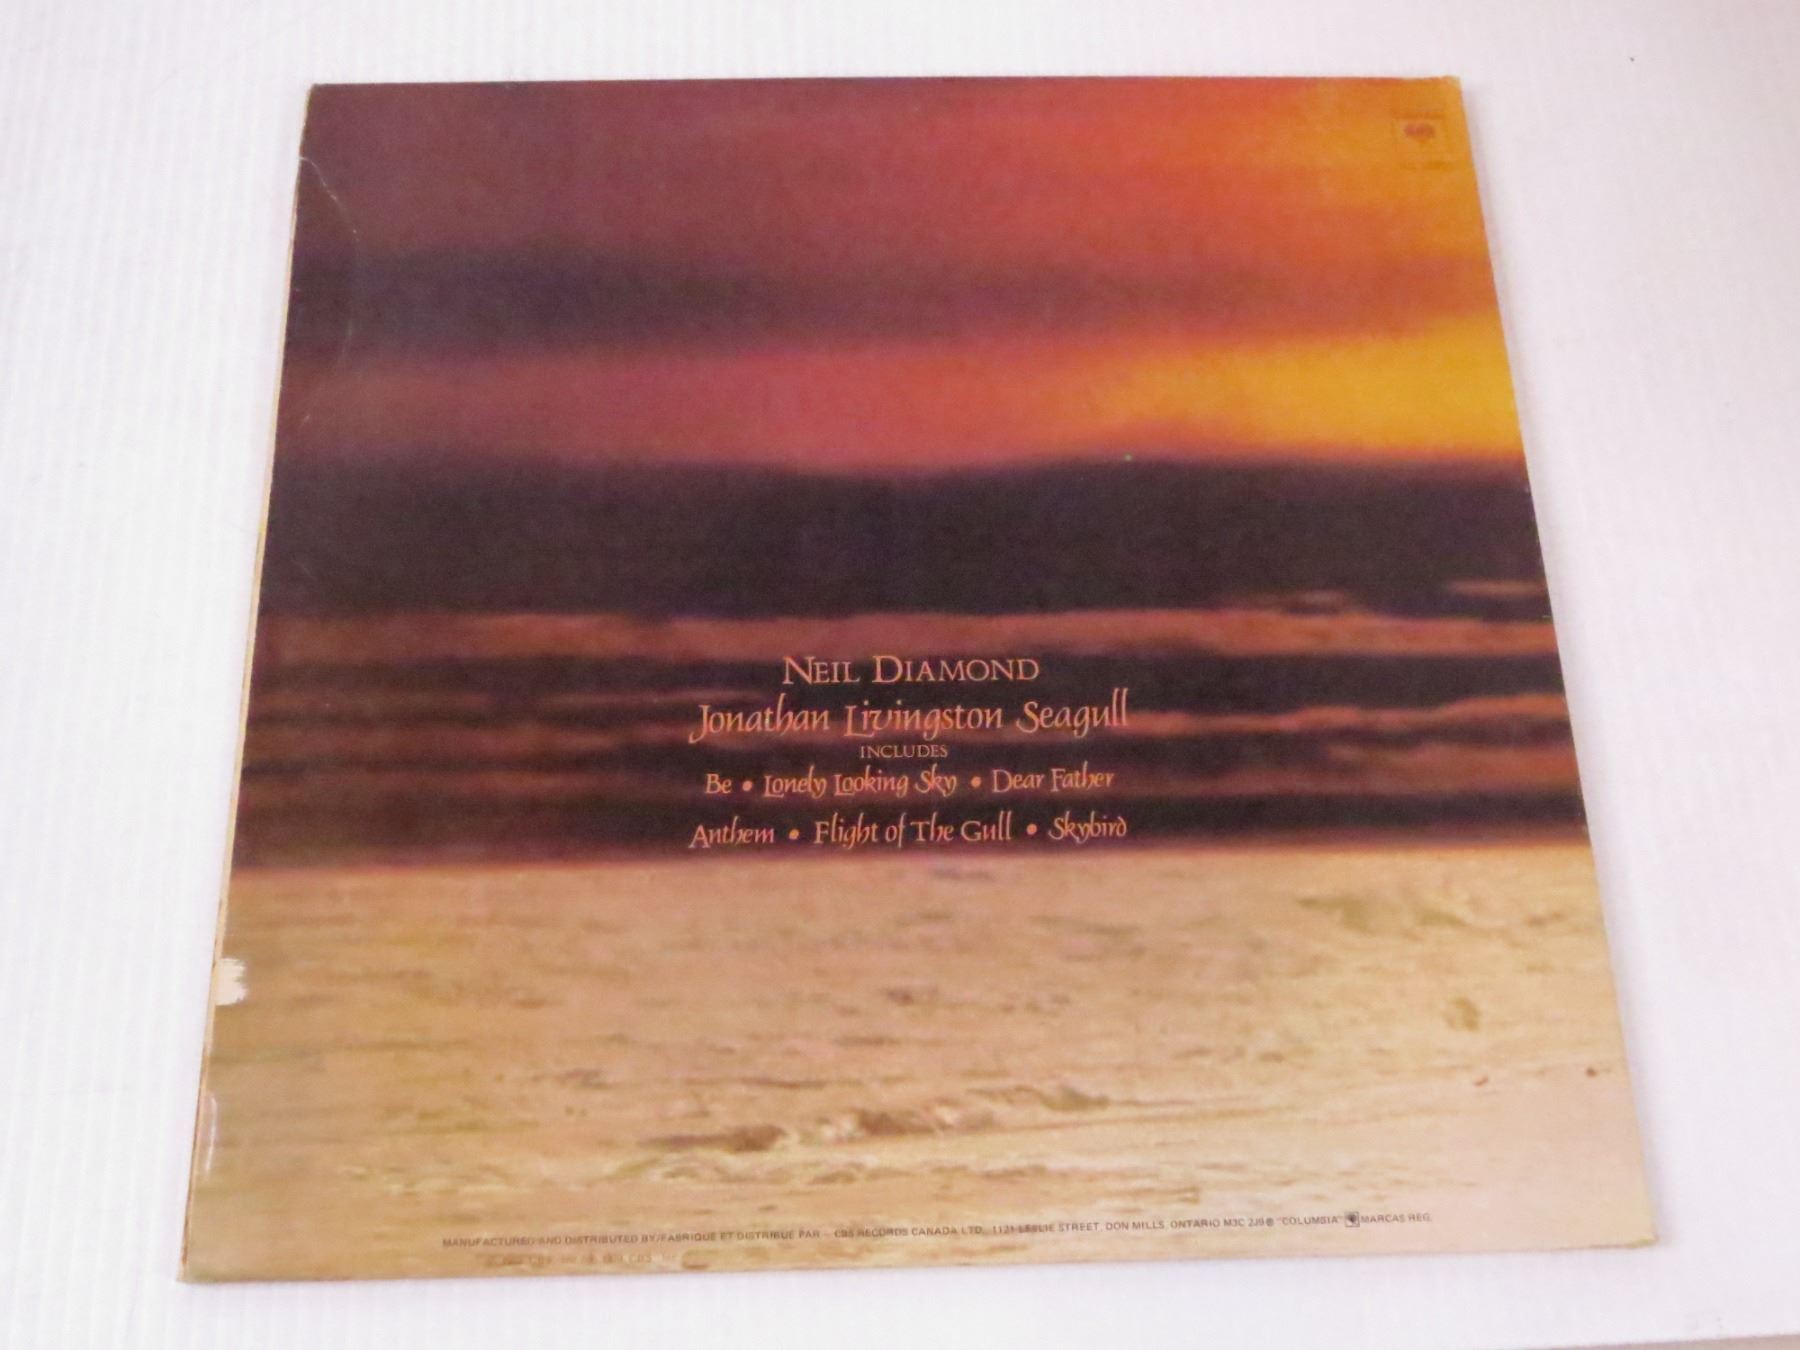 NEIL DIAMOND
Jonathan Livingston Seagull
INCLUDES
Be • Lonely Looking Sky • Dear Father
Anthem • Flight of The Gull • Skybird
MANUFACTURED AND DISTRIBUTED BY/FABRIQUE ET DISTRIBUE PAR — CBS RECORDS CANADA LTD., 1121 LESLIE STREET, DON MILLS, ONTARIO M3C 2J9 ® "COLUMBIA" MARCAS REG.